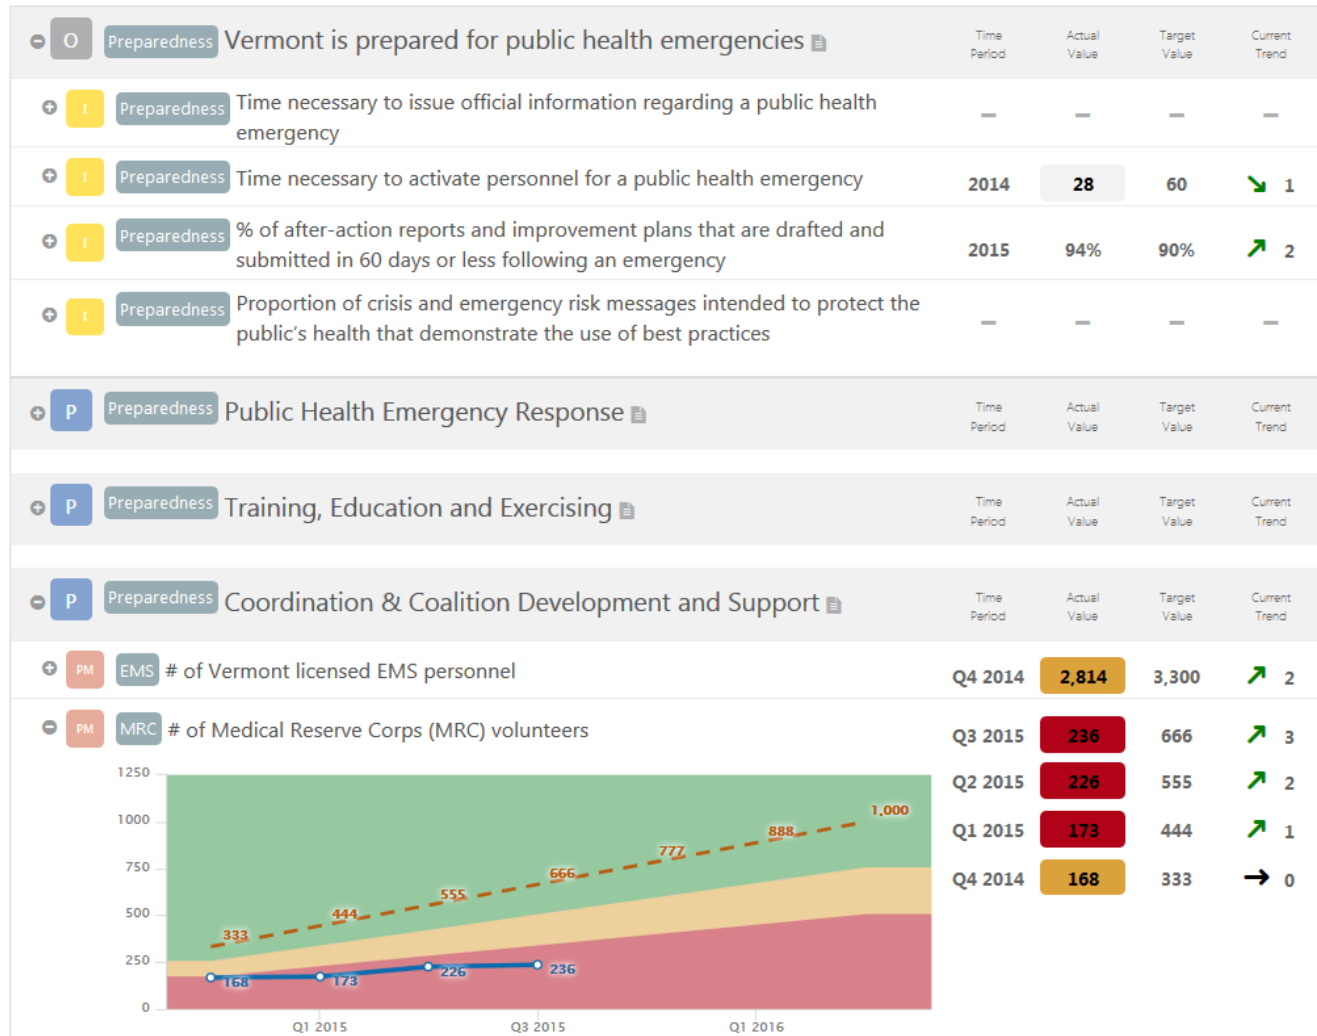 O Preparedness Vermont is prepared for public health emergencies Time Period Actual Value Target Value Current Trend
I Preparedness Time necessary to issue official information regarding a public health
emergency – – – –
I Preparedness Time necessary to activate personnel for a public health emergency 2014 28 60 1
I Preparedness % of after-action reports and improvement plans that are drafted and
submitted in 60 days or less following an emergency 2015 94% 90% 2
I Preparedness Proportion of crisis and emergency risk messages intended to protect the
public’s health that demonstrate the use of best practices – – – –
P Preparedness Public Health Emergency Response Time Period Actual Value Target Value Current Trend
P Preparedness Training, Education and Exercising Time Period Actual Value Target Value Current Trend
P Preparedness Coordination & Coalition Development and Support Time Period Actual Value Target Value Current Trend
PM EMS # of Vermont licensed EMS personnel Q4 2014 2,814 3,300 2
PM MRC # of Medical Reserve Corps (MRC) volunteers Q3 2015 236 666 3
Q2 2015 226 555 2
Q1 2015 173 444 1
Q4 2014 168 333 0
1250
1000
750
500
250
0
333 444 555 666 777 888 1,000
168 173 226 236
Q1 2015 Q3 2015 Q1 2016